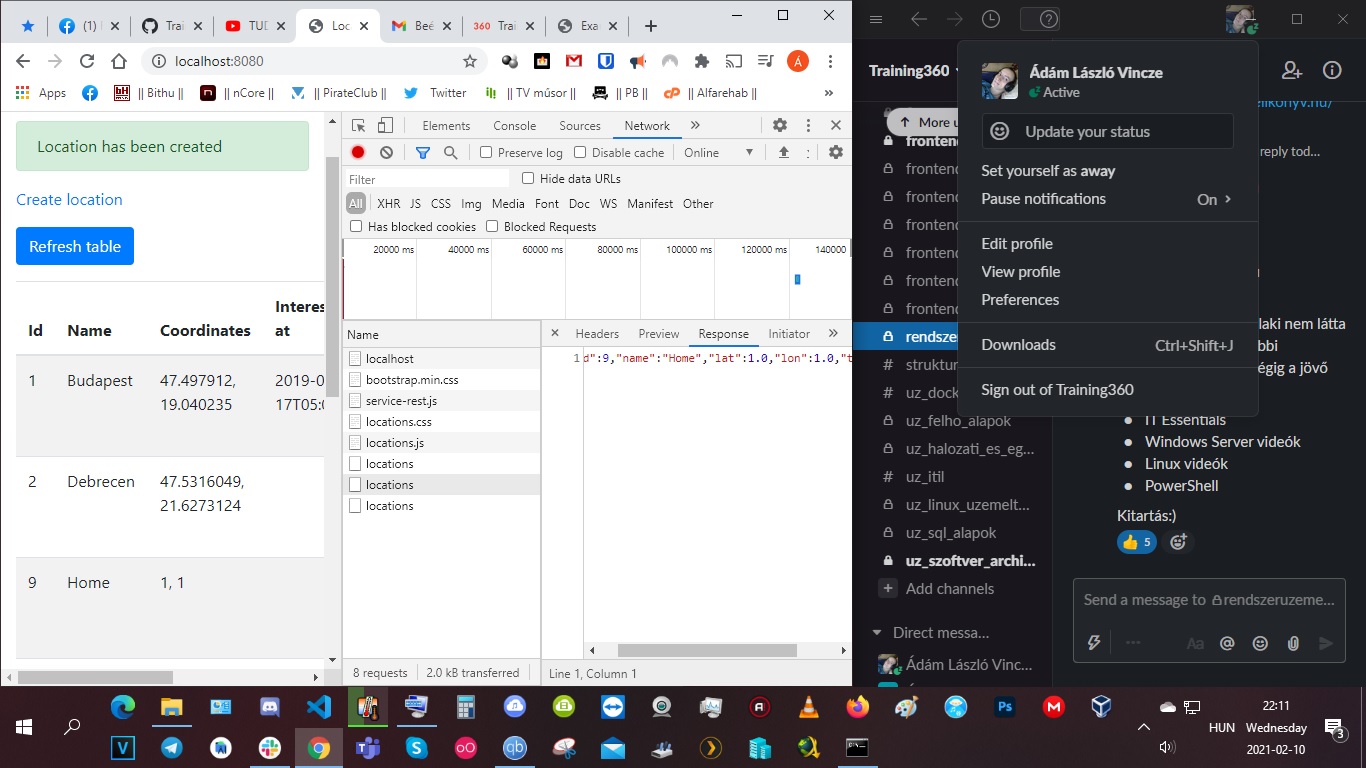 (1)
Trai
TUD
Loc
Beé
360 Trai
Exa
localhost:8080
Apps
|| Bithu ||
|| nCore ||
|| PirateClub ||
Twitter
|| TV műsor ||
|| PB ||
|| Alfarehab ||
»
Location has been created
Create location
Refresh table
Id Name Coordinates Interes
at
1 Budapest 47.497912, 2019-0
19.040235 17T05:0
2 Debrecen 47.5316049,
21.6273124
9 Home 1, 1
Elements Console Sources Network »
Preserve log Disable cache Online
Filter
Hide data URLs
All XHR JS CSS Img Media Font Doc WS Manifest Other
Has blocked cookies Blocked Requests
20000 ms 40000 ms 60000 ms 80000 ms 100000 ms 120000 ms 140000
Name
localhost
bootstrap.min.css
service-rest.js
locations.css
locations.js
locations
locations
locations
Headers Preview Response Initiator »
1 d":9,"name":"Home","lat":1.0,"lon":1.0,"t
8 requests 2.0 kB transferred
Line 1, Column 1
Training360
More u
fronten
frontend
frontend
frontend
frontend
frontend
frontend
rendsze
# struktur
# uz_dock
uz_felho_alapok
uz_halozati_es_eg...
# uz_itil
uz_linux_uzemelt...
uz_sql_alapok
uz_szoftver_archi...
Add channels
Direct messa...
Ádám László Vinc...
Ádám László Vincze
Active
Update your status
Set yourself as away
Pause notifications On
Edit profile
View profile
Preferences
Downloads Ctrl+Shift+J
Sign out of Training360
elikonyv.hu/
reply tod...
laki nem látta
bbi
égig a jövő
IT Essentials
Windows Server videók
Linux videók
PowerShell
Kitartás:)
5
Send a message to rendszeruzeme...
Aa @
22:11
HUN Wednesday
2021-02-10
3